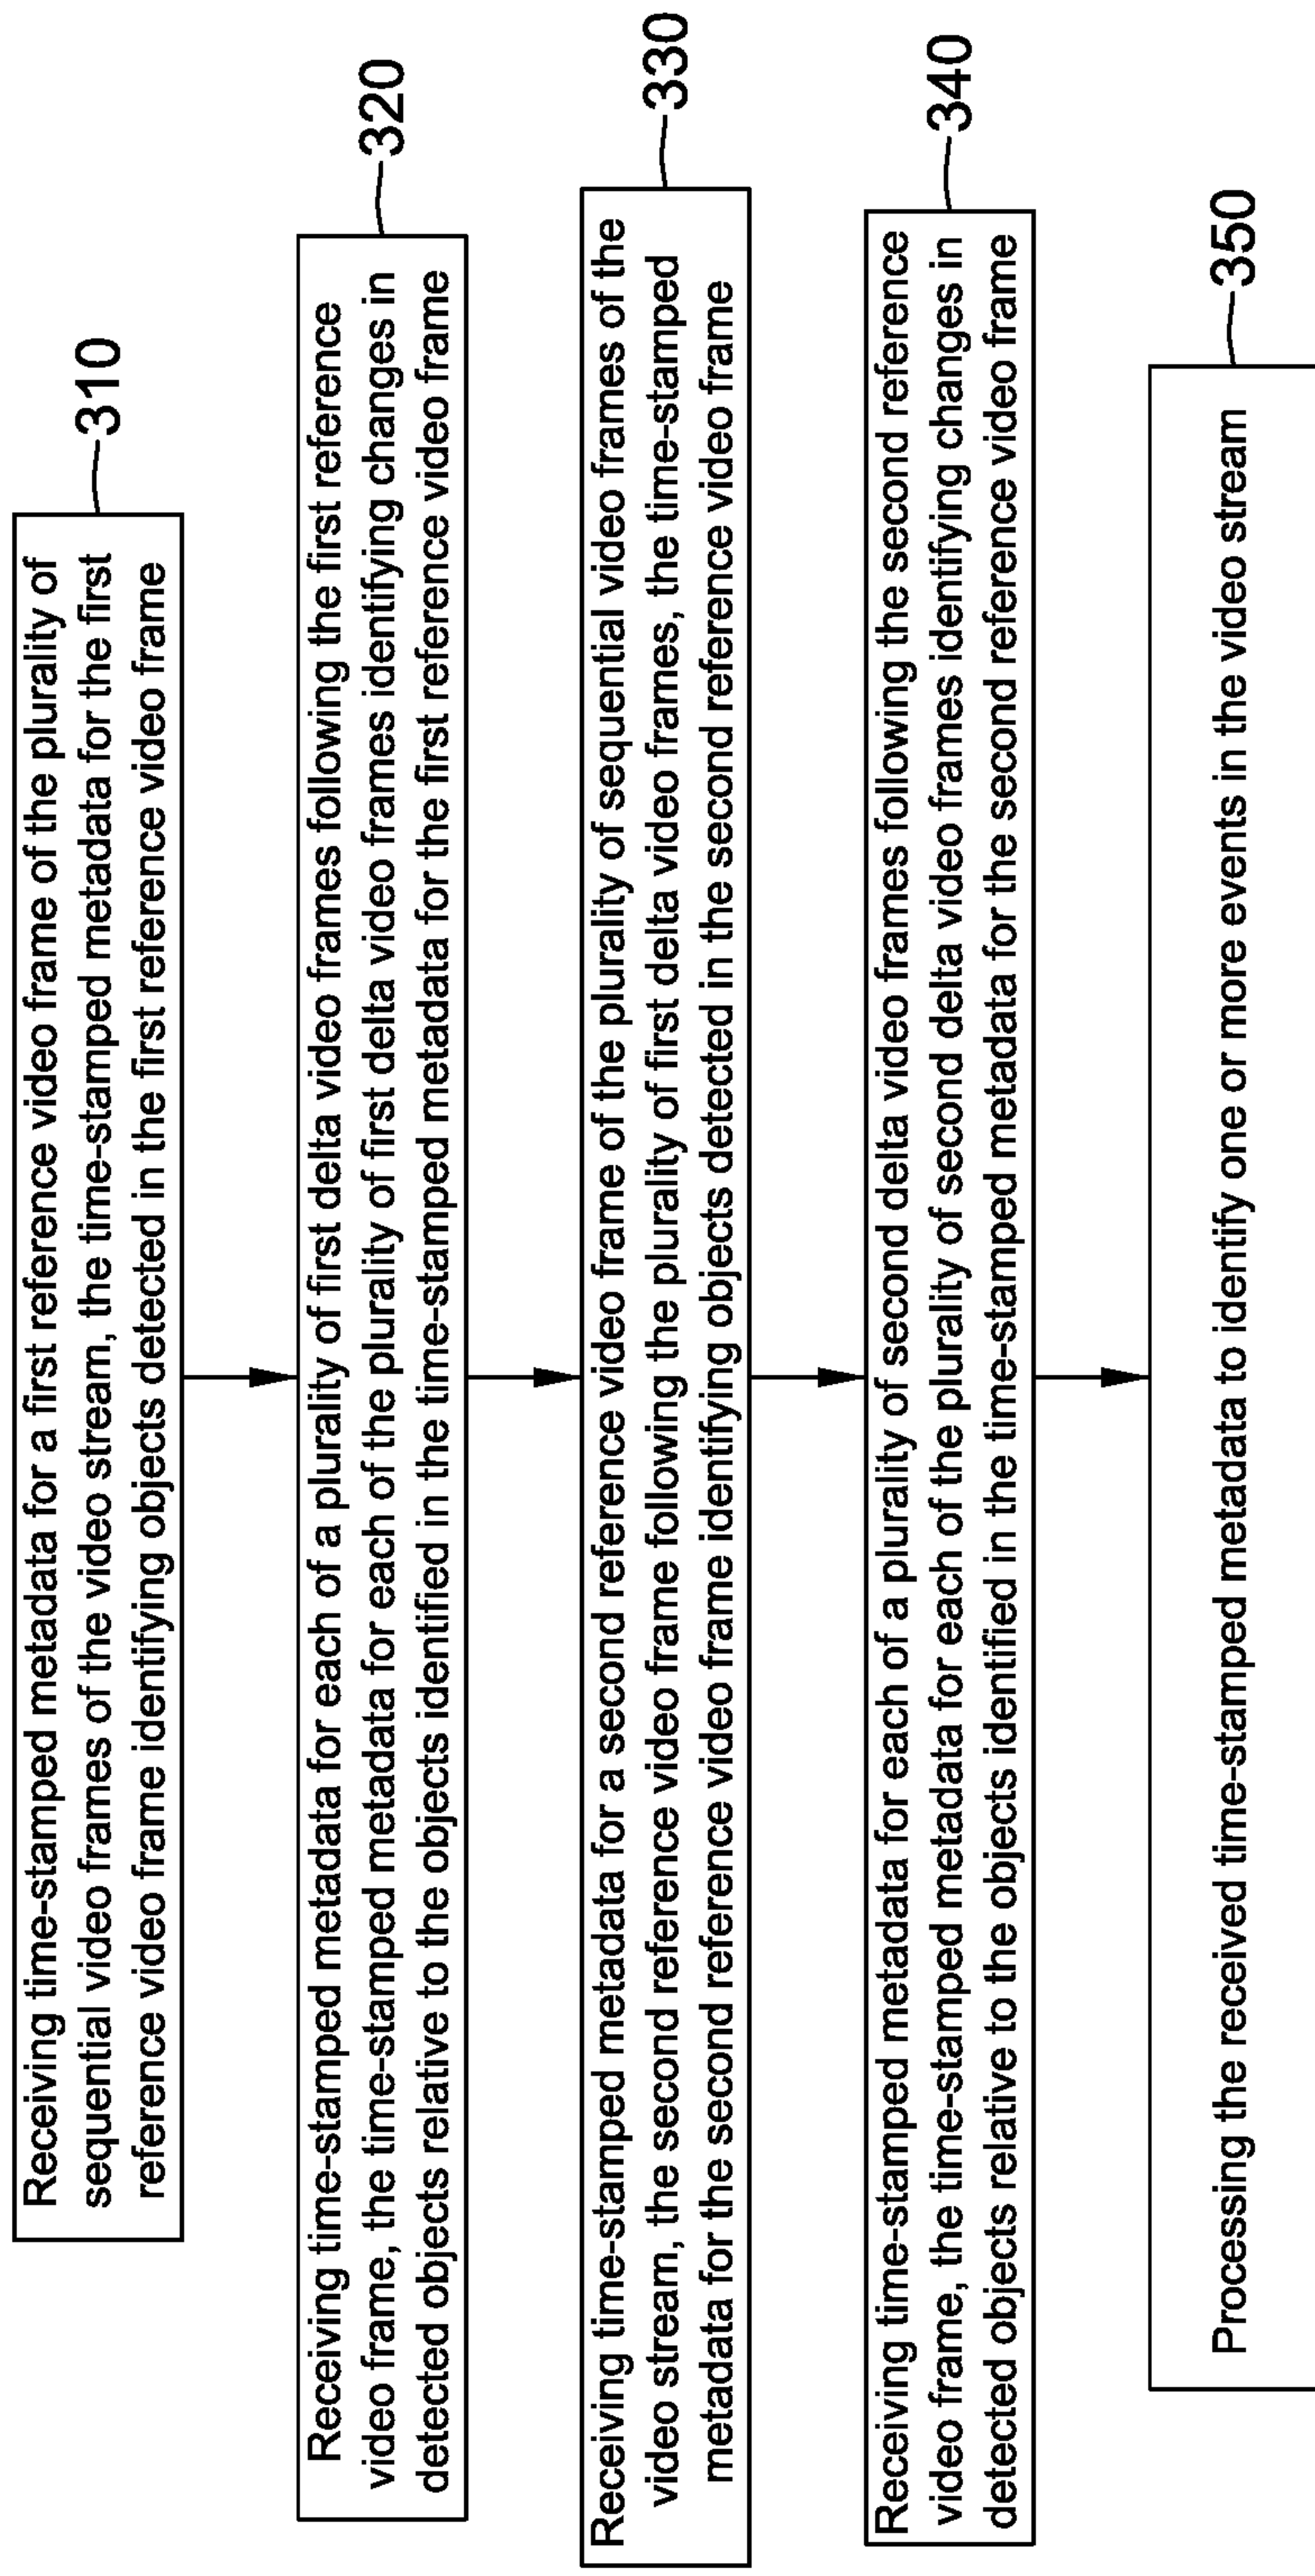 310
Receiving time-stamped metadata for a first reference video frame of the plurality of
sequential video frames of the video stream, the time-stamped metadata for the first
reference video frame identifying objects detected in the first reference video frame
320
Receiving time-stamped metadata for each of a plurality of first delta video frames following the first reference
video frame, the time-stamped metadata for each of the plurality of first delta video frames identifying changes in
detected objects relative to the objects identified in the time-stamped metadata for the first reference video frame
330
Receiving time-stamped metadata for a second reference video frame of the plurality of sequential video frames of the
video stream, the second reference video frame following the plurality of first delta video frames, the time-stamped
metadata for the second reference video frame identifying objects detected in the second reference video frame
340
Receiving time-stamped metadata for each of a plurality of second delta video frames following the second reference
video frame, the time-stamped metadata for each of the plurality of second delta video frames identifying changes in
detected objects relative to the objects identified in the time-stamped metadata for the second reference video frame
350
Processing the received time-stamped metadata to identify one or more events in the video stream